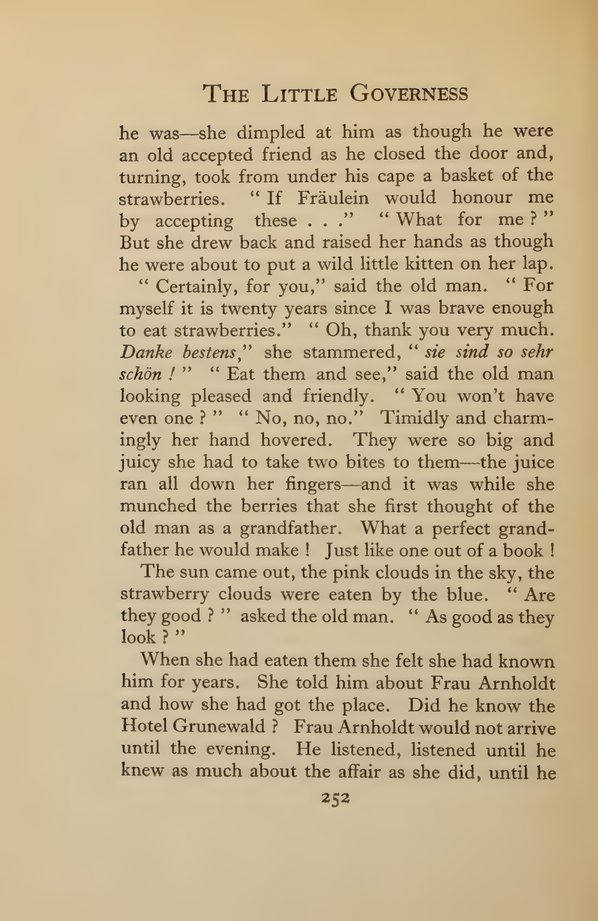 The Little Governess
he was—she dimpled at him as though he were
an old accepted friend as he closed the door and,
turning, took from under his cape a basket of the
strawberries. “ If Fräulein would honour me
by accepting these . . .” “ What for me ? ”
But she drew back and raised her hands as though
he were about to put a wild little kitten on her lap.
“ Certainly, for you,” said the old man. “ For
myself it is twenty years since I was brave enough
to eat strawberries.” “ Oh, thank you very much.
Danke bestens,” she stammered, “ sie sind so sehr
schön ! ” “ Eat them and see,” said the old man
looking pleased and friendly. “ You won’t have
even one ? ” “ No, no, no.” Timidly and charm-
ingly her hand hovered. They were so big and
juicy she had to take two bites to them—the juice
ran all down her fingers—and it was while she
munched the berries that she first thought of the
old man as a grandfather. What a perfect grand-
father he would make ! Just like one out of a book !
The sun came out, the pink clouds in the sky, the
strawberry clouds were eaten by the blue. “ Are
they good ? ” asked the old man. “ As good as they
look ? ”
When she had eaten them she felt she had known
him for years. She told him about Frau Arnholdt
and how she had got the place. Did he know the
Hotel Grunewald ? Frau Arnholdt would not arrive
until the evening. He listened, listened until he
knew as much about the affair as she did, until he
252